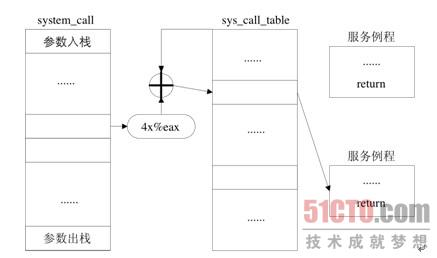 system_call
参数入栈
......
......
参数出栈
4x%eax
sys_call_table
......
......
......
服务例程
......
return
服务例程
......
return
51CTO.com
技术成就梦想